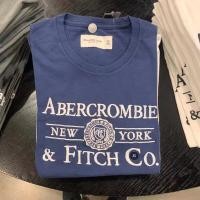 ABERCROMBIE
NEW YORK
& FITCH CO.